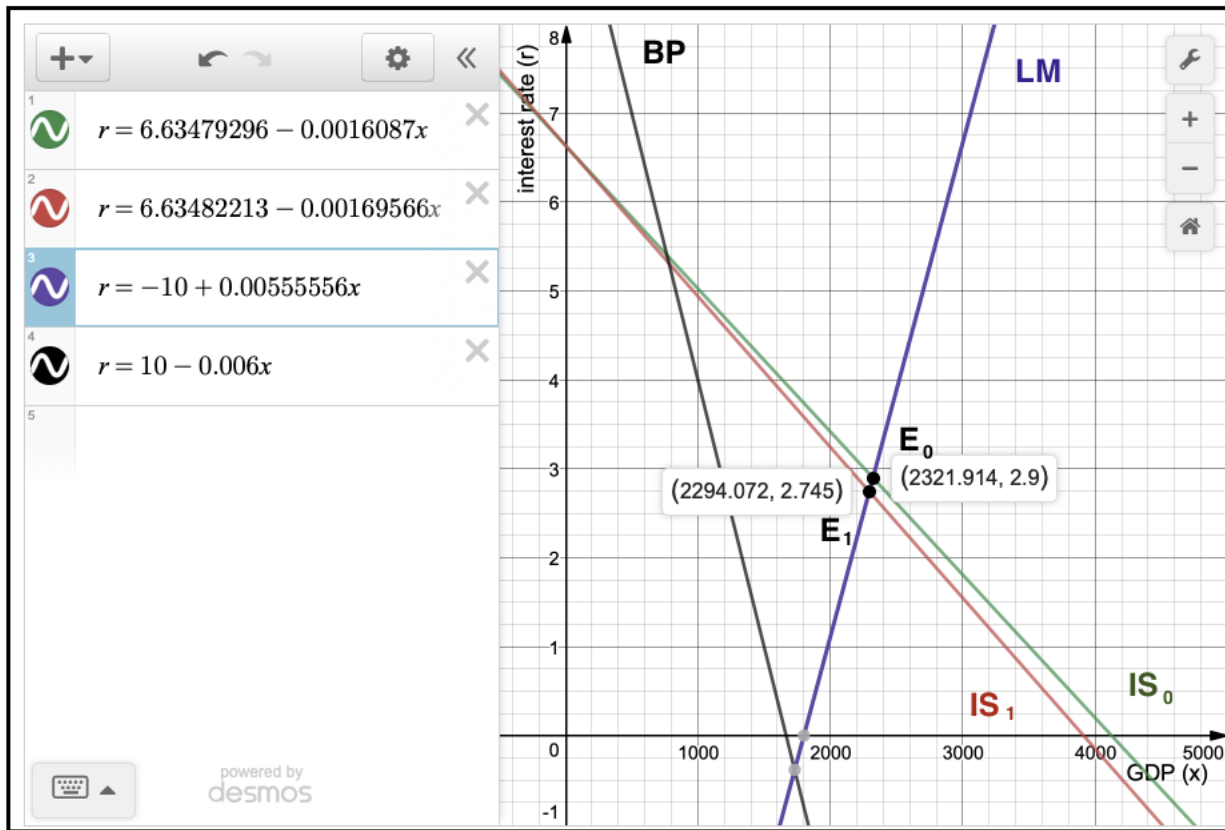 1
r = 6.63479296 − 0.0016087x
2
r = 6.63482213 − 0.00169566x
3
r = −10 + 0.00555556x
4
r = 10 − 0.006x
5
powered by
desmos
interest rate (r)
BP
LM
8
7
6
5
4
3
2
1
0
-1
E₀
(2321.914, 2.9)
(2294.072, 2.745)
E₁
IS₁
IS₀
1000
2000
3000
4000
5000
GDP (x)